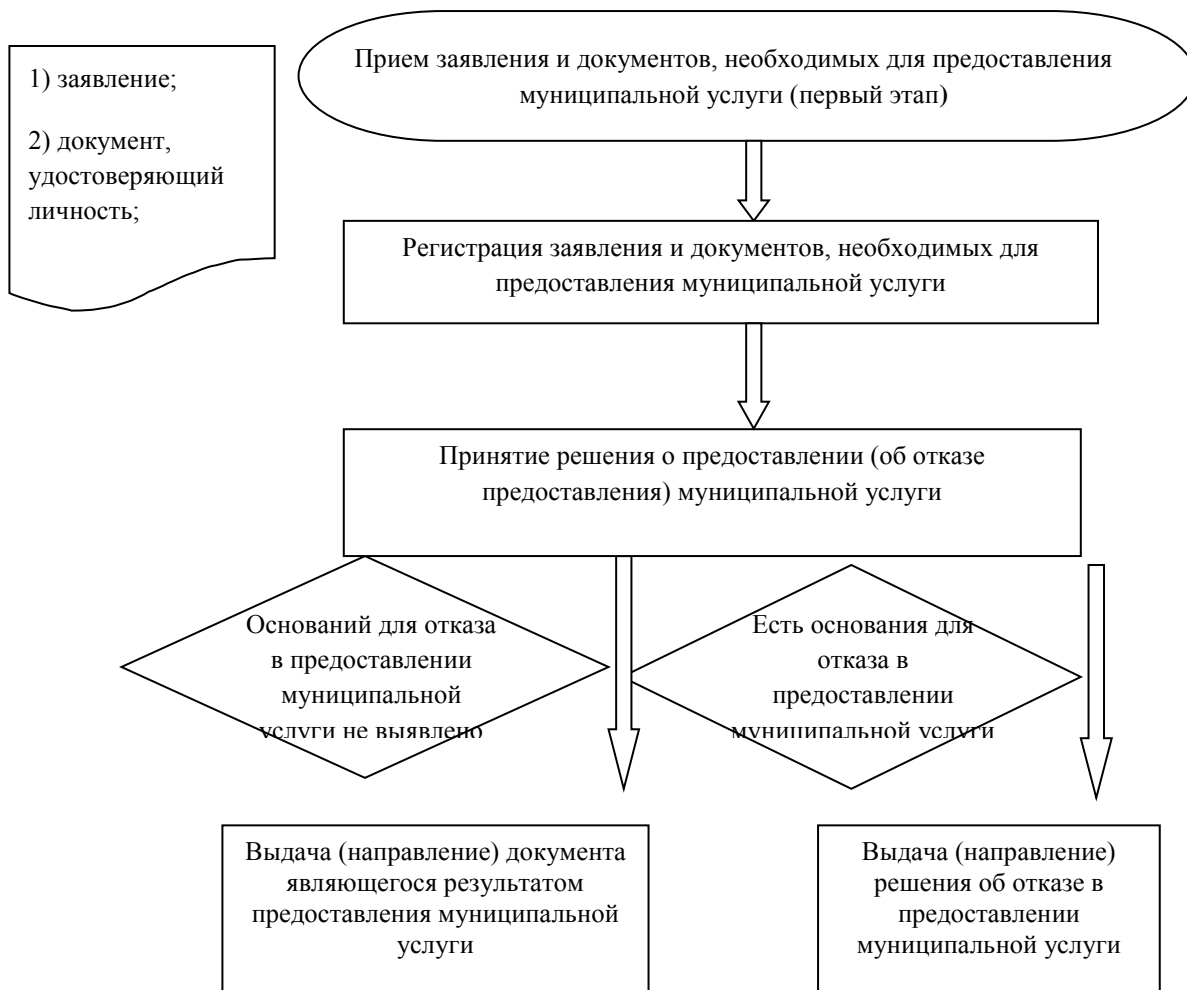 1) заявление;
2) документ,
удостоверяющий
личность;
Прием заявления и документов, необходимых для предоставления
муниципальной услуги (первый этап)
Регистрация заявления и документов, необходимых для
предоставления муниципальной услуги
Принятие решения о предоставлении (об отказе
предоставления) муниципальной услуги
Оснований для отказа
в предоставлении
муниципальной
услуги не выявлено
Есть основания для
отказа в
предоставлении
муниципальной услуги
Выдача (направление) документа
являющегося результатом
предоставления муниципальной
услуги
Выдача (направление)
решения об отказе в
предоставлении
муниципальной услуги